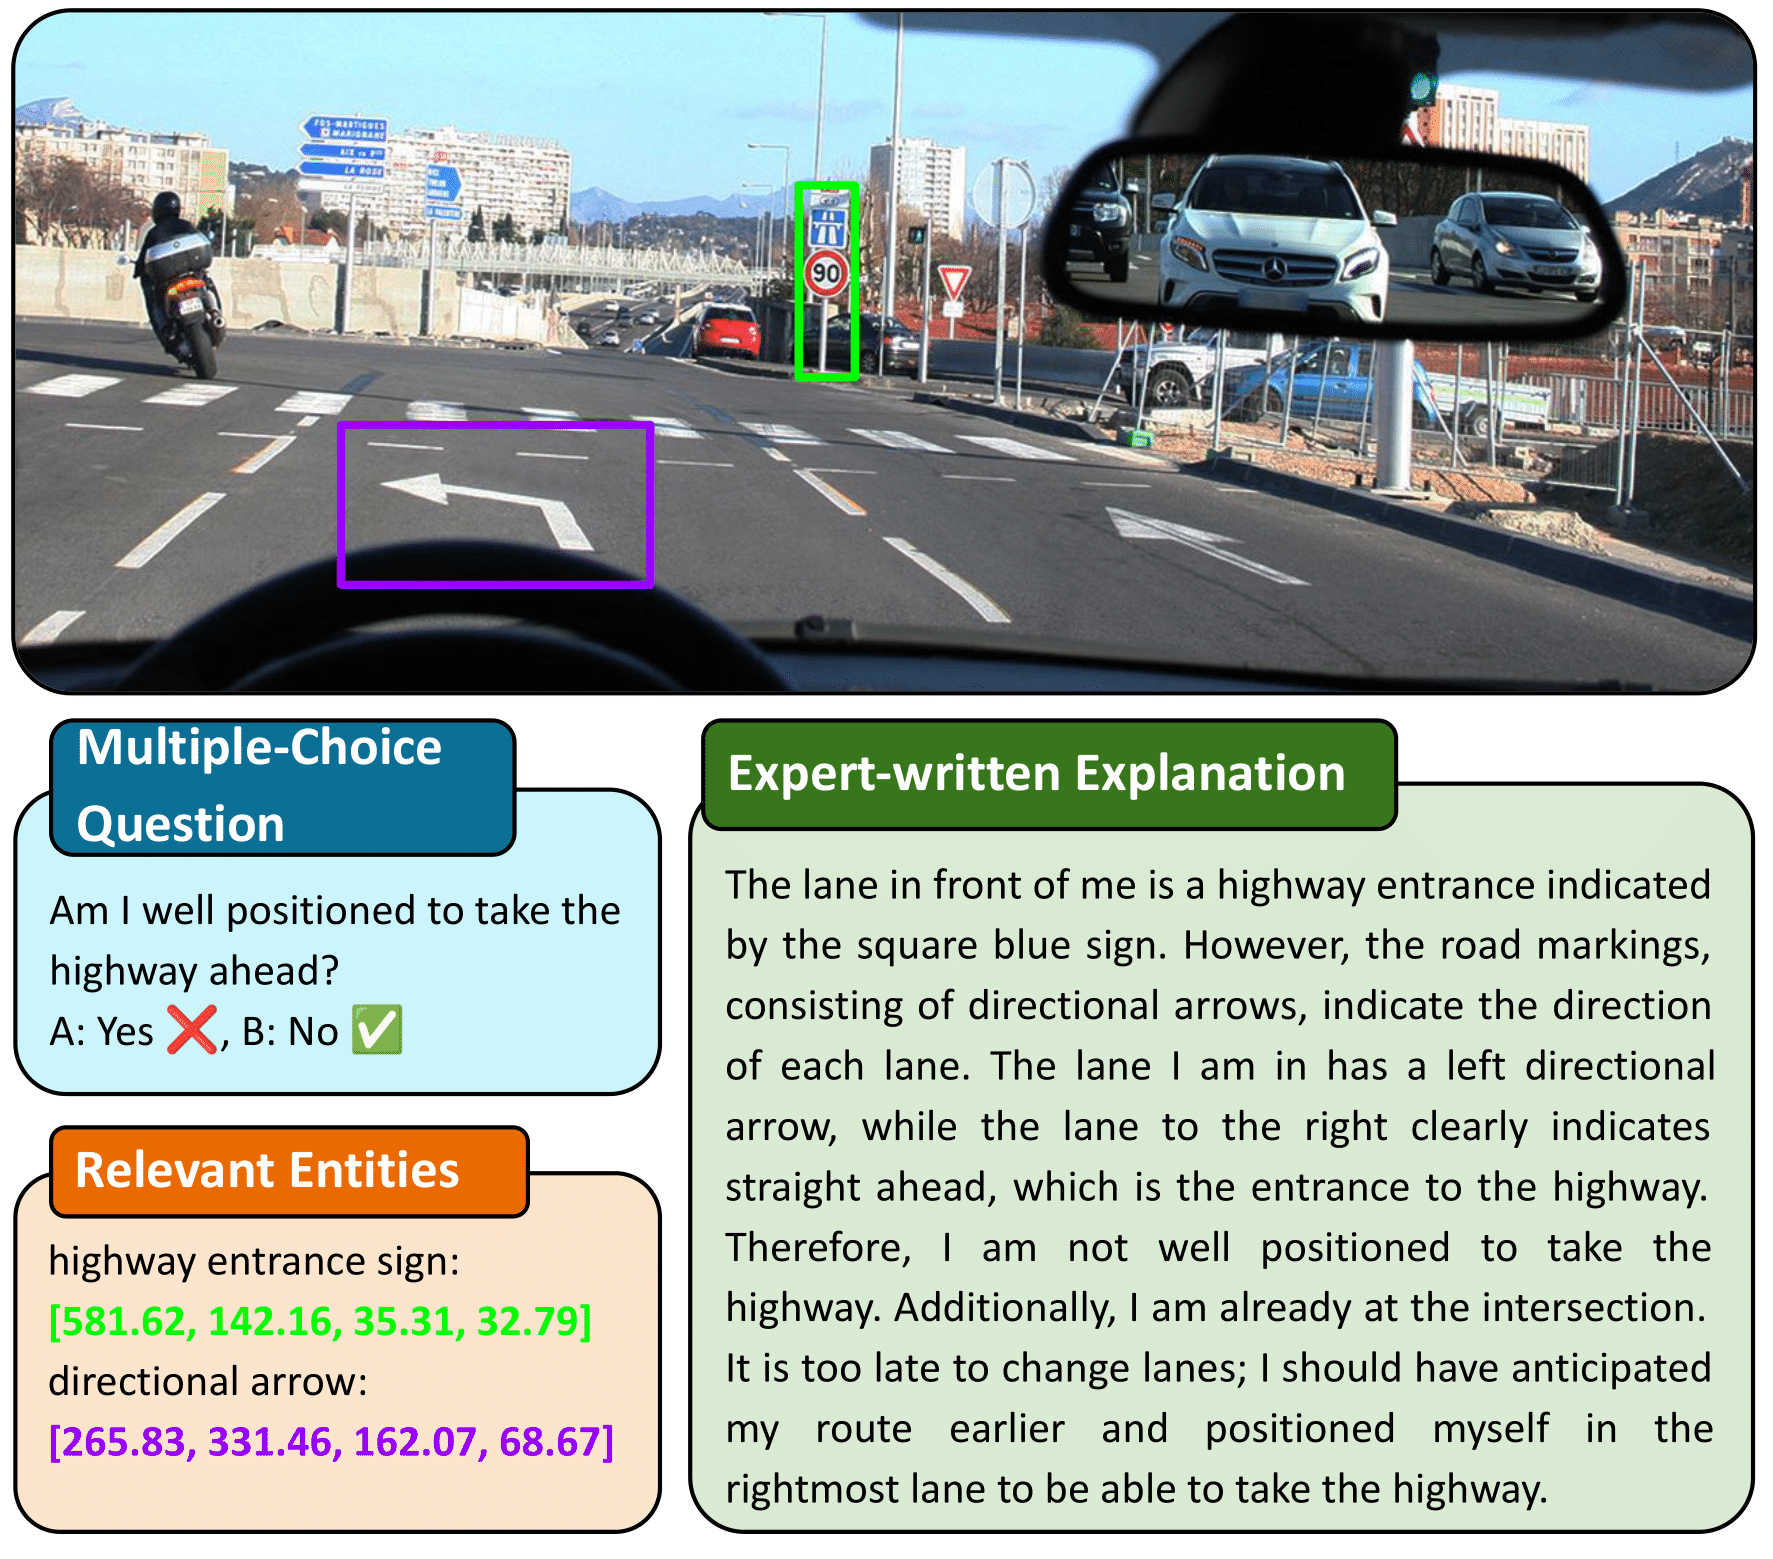 FOS-MARTIGUES
MARIGNANE
LA ROSE
LA VALENTINE
90
Multiple-Choice
Question
Am I well positioned to take the
highway ahead?
A: Yes ❌, B: No ✅
Relevant Entities
highway entrance sign:
[581.62, 142.16, 35.31, 32.79]
directional arrow:
[265.83, 331.46, 162.07, 68.67]
Expert-written Explanation
The lane in front of me is a highway entrance indicated
by the square blue sign. However, the road markings,
consisting of directional arrows, indicate the direction
of each lane. The lane I am in has a left directional
arrow, while the lane to the right clearly indicates
straight ahead, which is the entrance to the highway.
Therefore, I am not well positioned to take the
highway. Additionally, I am already at the intersection.
It is too late to change lanes; I should have anticipated
my route earlier and positioned myself in the
rightmost lane to be able to take the highway.